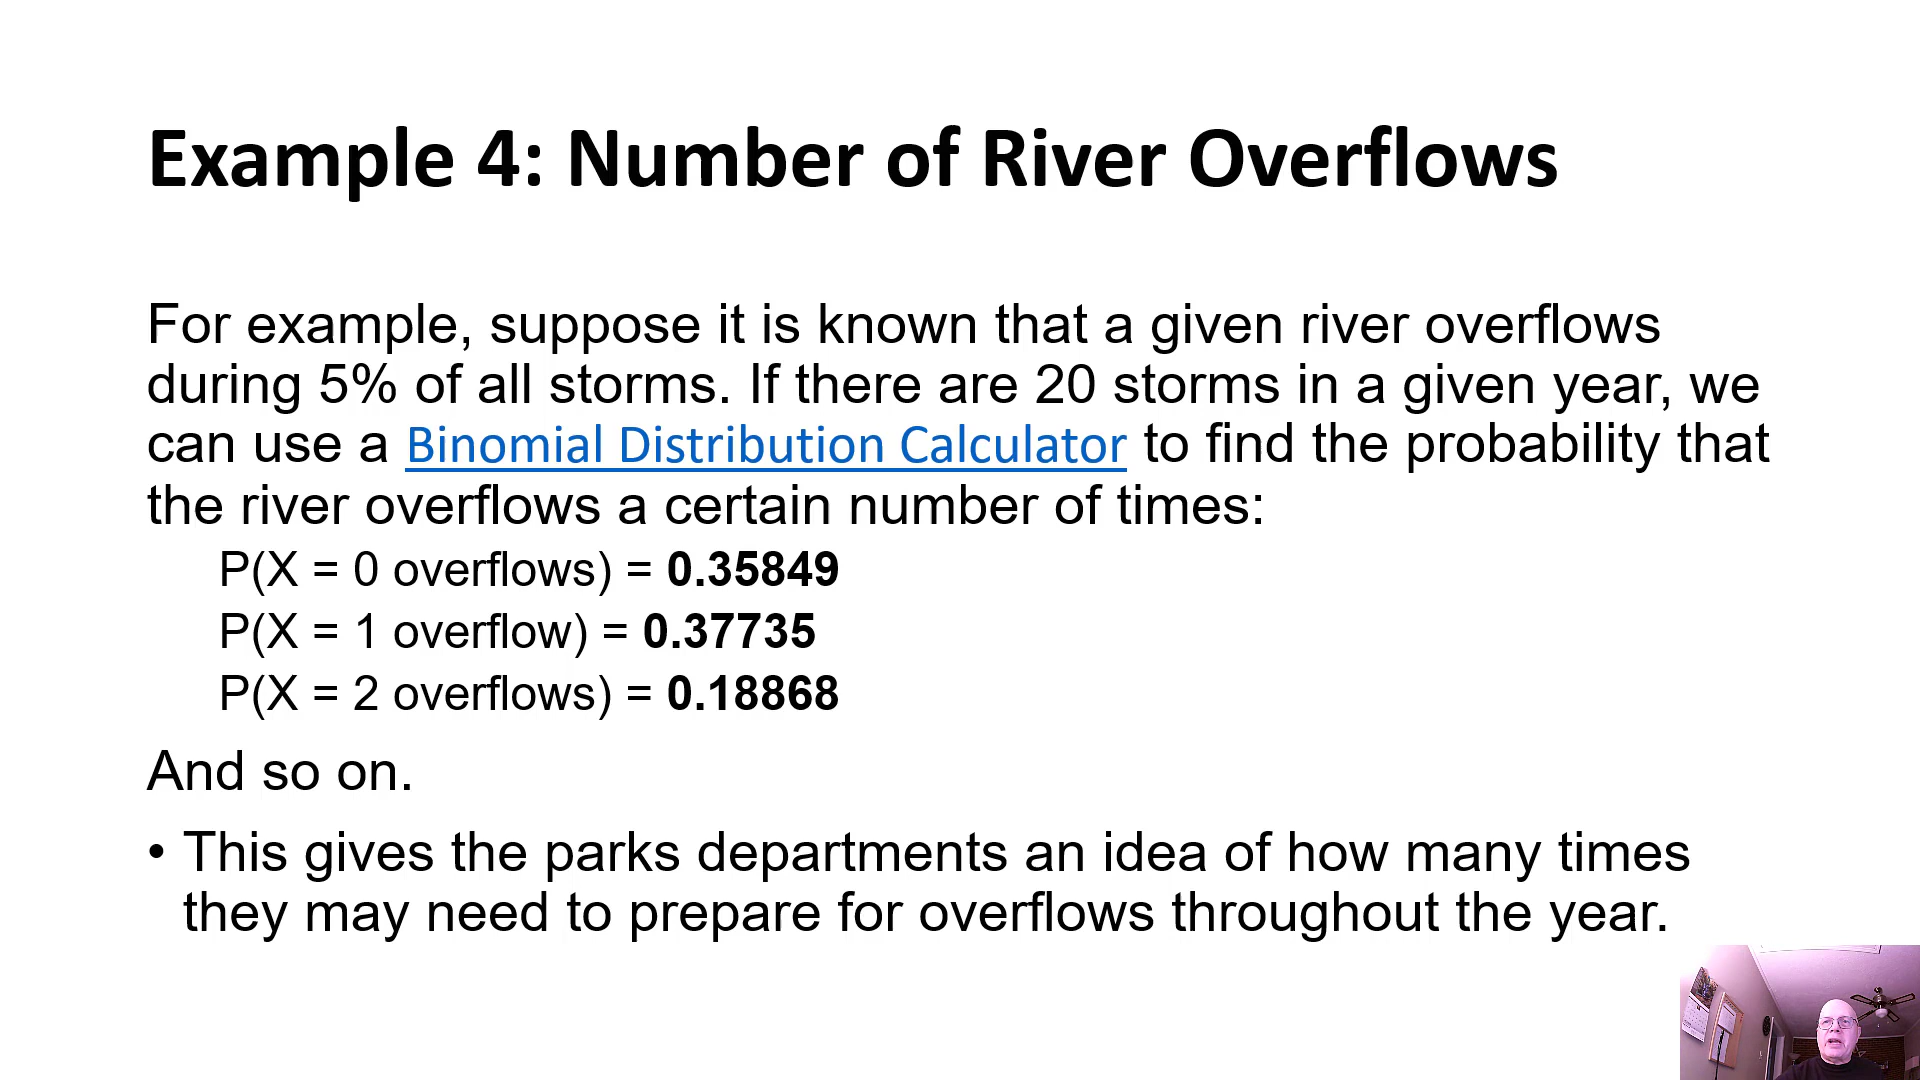 Example 4: Number of River Overflows
For example, suppose it is known that a given river overflows
during 5% of all storms. If there are 20 storms in a given year, we
can use a Binomial Distribution Calculator to find the probability that
the river overflows a certain number of times:
P(X = 0 overflows) = 0.35849
P(X = 1 overflow) = 0.37735
P(X = 2 overflows) = 0.18868
And so on.
• This gives the parks departments an idea of how many times
they may need to prepare for overflows throughout the year.